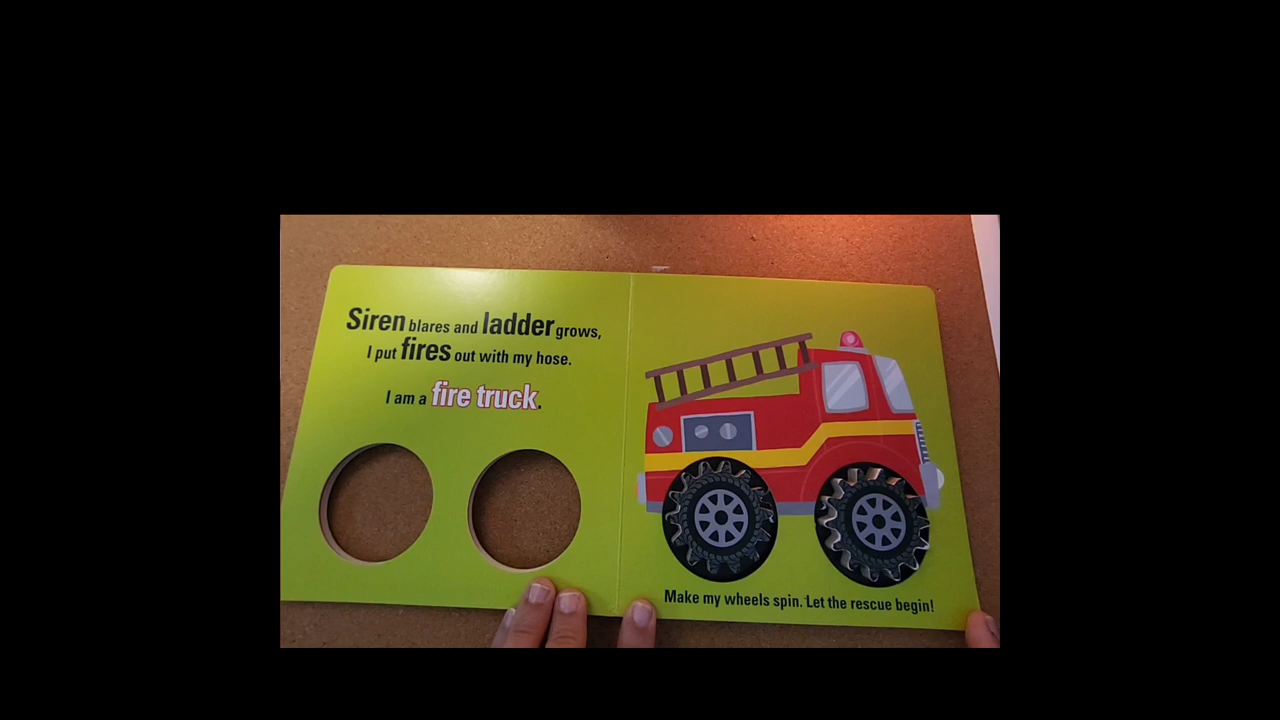 Siren blares and ladder grows,
I put fires out with my hose.
I am a fire truck.
Make my wheels spin. Let the rescue begin!